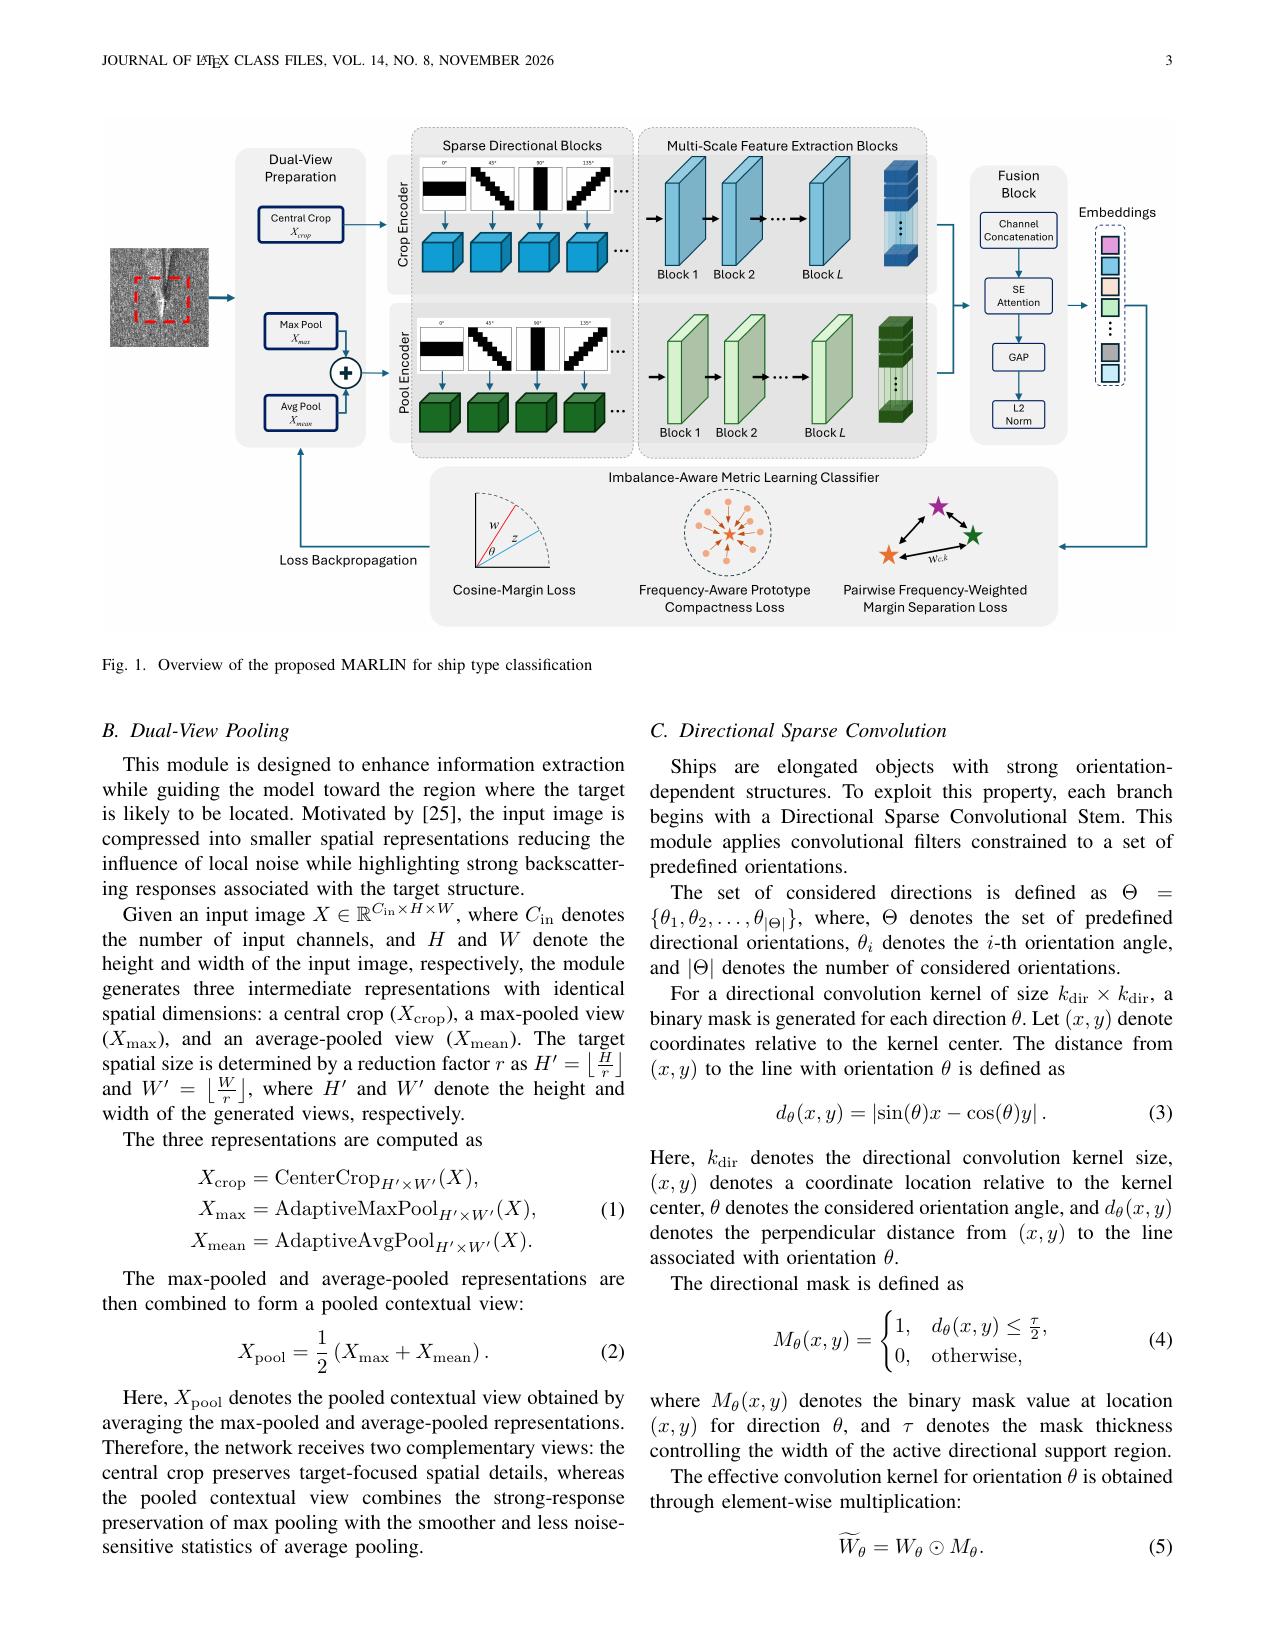 JOURNAL OF LATEX CLASS FILES, VOL. 14, NO. 8, NOVEMBER 2026 3
Dual-View
Preparation
Central Crop
X_crop
Max Pool
X_max
+
Avg Pool
X_mean
Sparse Directional Blocks
Crop Encoder
0° 45° 90° 135°
...
...
Pool Encoder
0° 45° 90° 135°
...
...
Multi-Scale Feature Extraction Blocks
...
Block 1 Block 2 Block L
...
Block 1 Block 2 Block L
Fusion
Block
Channel
Concatenation
SE
Attention
GAP
L2
Norm
Embeddings
Imbalance-Aware Metric Learning Classifier
w
z
θ
w_{c,k}
Loss Backpropagation
Cosine-Margin Loss
Frequency-Aware Prototype
Compactness Loss
Pairwise Frequency-Weighted
Margin Separation Loss
Fig. 1. Overview of the proposed MARLIN for ship type classification
B. Dual-View Pooling
This module is designed to enhance information extraction
while guiding the model toward the region where the target
is likely to be located. Motivated by [25], the input image is
compressed into smaller spatial representations reducing the
influence of local noise while highlighting strong backscatter-
ing responses associated with the target structure.
Given an input image X ∈ ℝ^{C_in×H×W}, where C_in denotes
the number of input channels, and H and W denote the
height and width of the input image, respectively, the module
generates three intermediate representations with identical
spatial dimensions: a central crop (X_crop), a max-pooled view
(X_max), and an average-pooled view (X_mean). The target
spatial size is determined by a reduction factor r as H′ = ⌊H/r⌋
and W′ = ⌊W/r⌋, where H′ and W′ denote the height and
width of the generated views, respectively.
The three representations are computed as
X_crop = CenterCrop_{H′×W′}(X),
X_max = AdaptiveMaxPool_{H′×W′}(X), (1)
X_mean = AdaptiveAvgPool_{H′×W′}(X).
The max-pooled and average-pooled representations are
then combined to form a pooled contextual view:
X_pool = 1/2 (X_max + X_mean). (2)
Here, X_pool denotes the pooled contextual view obtained by
averaging the max-pooled and average-pooled representations.
Therefore, the network receives two complementary views: the
central crop preserves target-focused spatial details, whereas
the pooled contextual view combines the strong-response
preservation of max pooling with the smoother and less noise-
sensitive statistics of average pooling.
C. Directional Sparse Convolution
Ships are elongated objects with strong orientation-
dependent structures. To exploit this property, each branch
begins with a Directional Sparse Convolutional Stem. This
module applies convolutional filters constrained to a set of
predefined orientations.
The set of considered directions is defined as Θ =
{θ_1, θ_2, . . . , θ_{|Θ|}}, where, Θ denotes the set of predefined
directional orientations, θ_i denotes the i-th orientation angle,
and |Θ| denotes the number of considered orientations.
For a directional convolution kernel of size k_dir × k_dir, a
binary mask is generated for each direction θ. Let (x, y) denote
coordinates relative to the kernel center. The distance from
(x, y) to the line with orientation θ is defined as
d_θ(x, y) = |sin(θ)x − cos(θ)y| . (3)
Here, k_dir denotes the directional convolution kernel size,
(x, y) denotes a coordinate location relative to the kernel
center, θ denotes the considered orientation angle, and d_θ(x, y)
denotes the perpendicular distance from (x, y) to the line
associated with orientation θ.
The directional mask is defined as
M_θ(x, y) = { 1, d_θ(x, y) ≤ τ/2,
0, otherwise, (4)
where M_θ(x, y) denotes the binary mask value at location
(x, y) for direction θ, and τ denotes the mask thickness
controlling the width of the active directional support region.
The effective convolution kernel for orientation θ is obtained
through element-wise multiplication:
W̃_θ = W_θ ⊙ M_θ. (5)